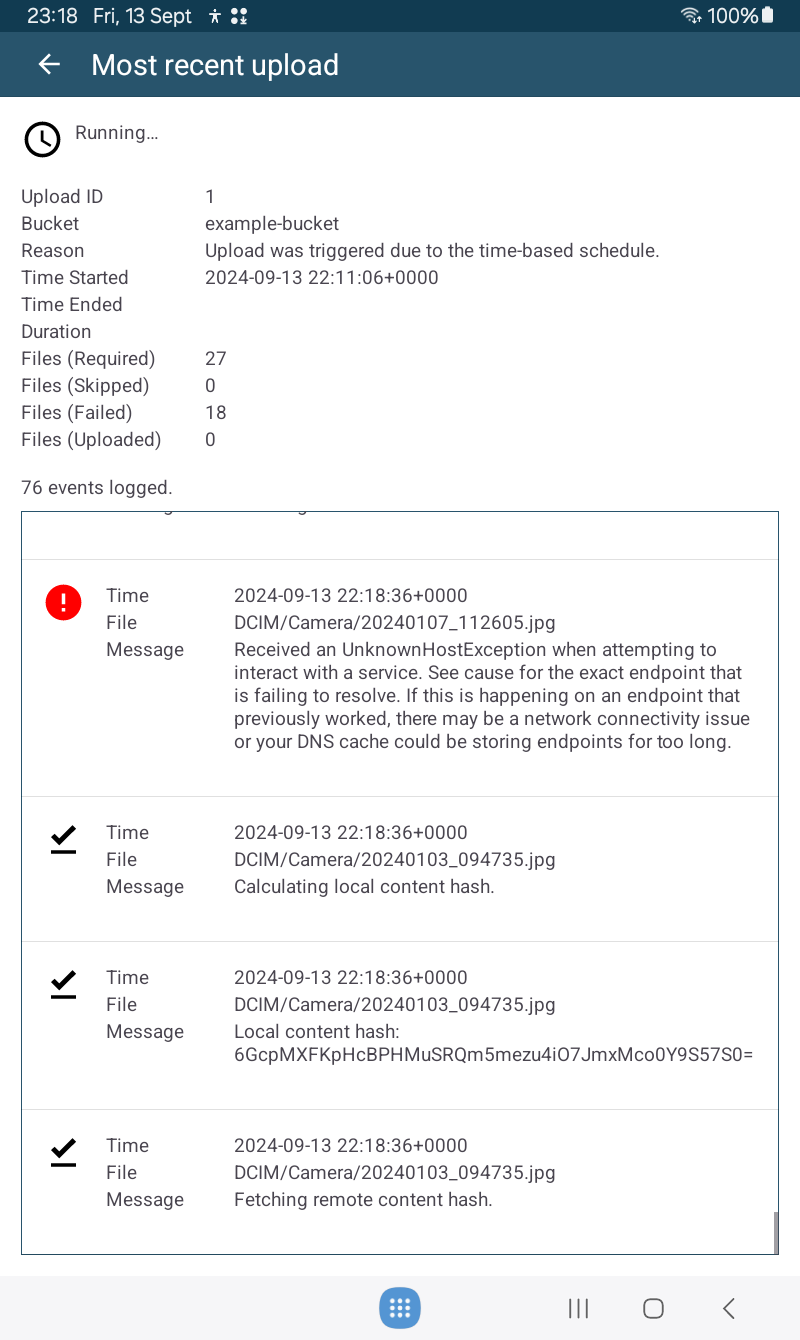 23:18 Fri, 13 Sept 100%
Most recent upload
Running...
Upload ID 1
Bucket example-bucket
Reason Upload was triggered due to the time-based schedule.
Time Started 2024-09-13 22:11:06+0000
Time Ended
Duration
Files (Required) 27
Files (Skipped) 0
Files (Failed) 18
Files (Uploaded) 0
76 events logged.
Time 2024-09-13 22:18:36+0000
File DCIM/Camera/20240107_112605.jpg
Message Received an UnknownHostException when attempting to
interact with a service. See cause for the exact endpoint that
is failing to resolve. If this is happening on an endpoint that
previously worked, there may be a network connectivity issue
or your DNS cache could be storing endpoints for too long.
Time 2024-09-13 22:18:36+0000
File DCIM/Camera/20240103_094735.jpg
Message Calculating local content hash.
Time 2024-09-13 22:18:36+0000
File DCIM/Camera/20240103_094735.jpg
Message Local content hash:
6GcpMXFKpHcBPHMuSRQm5mezu4iO7JmxMco0Y9S57S0=
Time 2024-09-13 22:18:36+0000
File DCIM/Camera/20240103_094735.jpg
Message Fetching remote content hash.